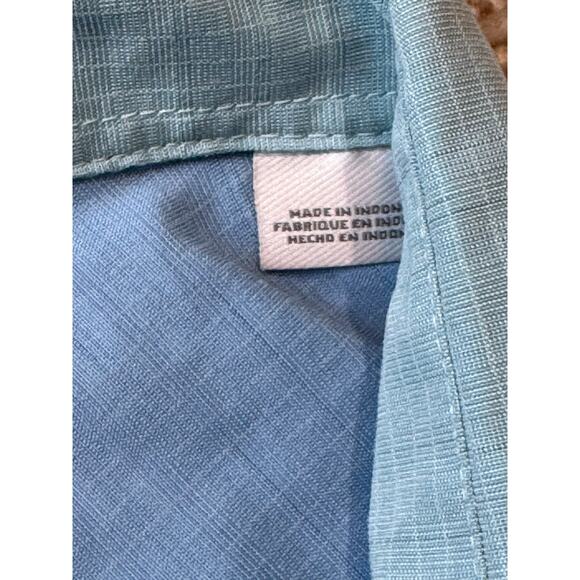 MADE IN INDON
FABRIQUE EN INDO
HECHO EN INDON